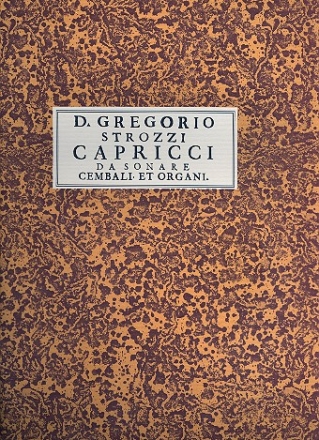 D. GREGORIO
STROZZI
CAPRICCI
DA SONARE
CEMBALI. ET ORGANI.